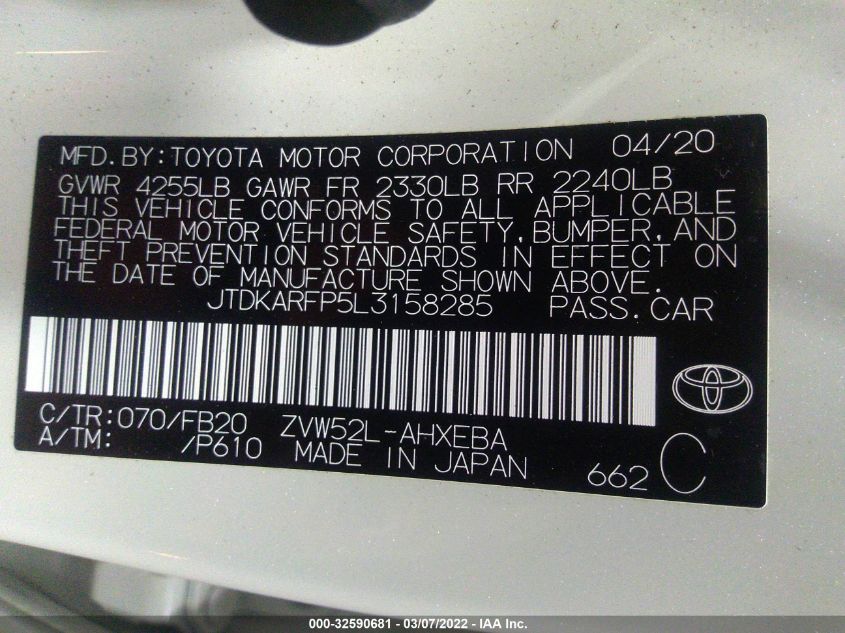 MFD.BY:TOYOTA MOTOR CORPORATION 04/20
GVWR 4255LB GAWR FR 2330LB RR 2240LB
THIS VEHICLE CONFORMS TO ALL APPLICABLE
FEDERAL MOTOR VEHICLE SAFETY,BUMPER,AND
THEFT PREVENTION STANDARDS IN EFFECT ON
THE DATE OF MANUFACTURE SHOWN ABOVE.
JTDKARFP5L3158285 PASS.CAR
C/TR:070/FB20 ZVW52L-AHXEBA
A/TM: /P610 MADE IN JAPAN 662 C
000-32590681 - 03/07/2022 - IAA Inc.